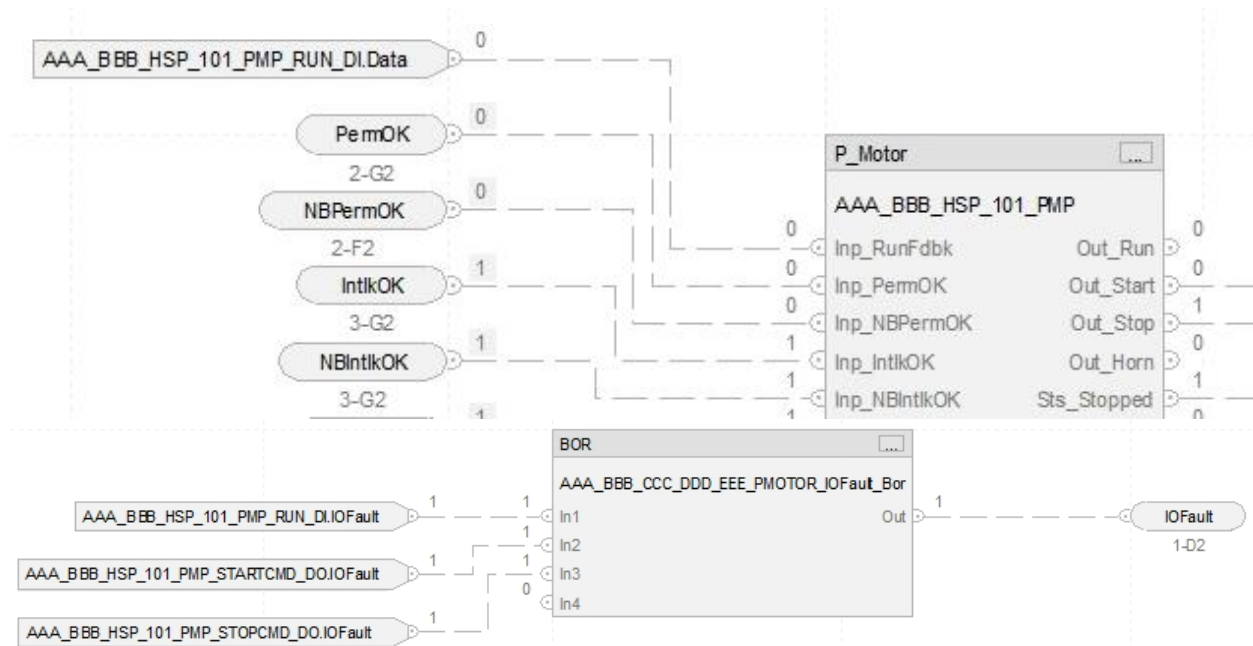 AAA_BBB_HSP_101_PMP_RUN_DI.Data 0
PermOK 0
2-G2
NBPermOK 0
2-F2
IntlkOK 1
3-G2
NBIntlkOK 1
3-G2
1
P_Motor ...
AAA_BBB_HSP_101_PMP
0 Inp_RunFdbk Out_Run 0
0 Inp_PermOK Out_Start 0
0 Inp_NBPermOK Out_Stop 1
1 Inp_IntlkOK Out_Horn 0
1 Inp_NBIntlkOK Sts_Stopped 1
1 0
BOR ...
AAA_BBB_CCC_DDD_EEE_PMOTOR_IOFault_Bor
AAA_BBB_HSP_101_PMP_RUN_DI.IOFault 1 1 In1 Out 1 IOFault
1 In2 1-D2
AAA_BBB_HSP_101_PMP_STARTCMD_DO.IOFault 1 1 In3
0 In4
AAA_BBB_HSP_101_PMP_STOPCMD_DO.IOFault 1